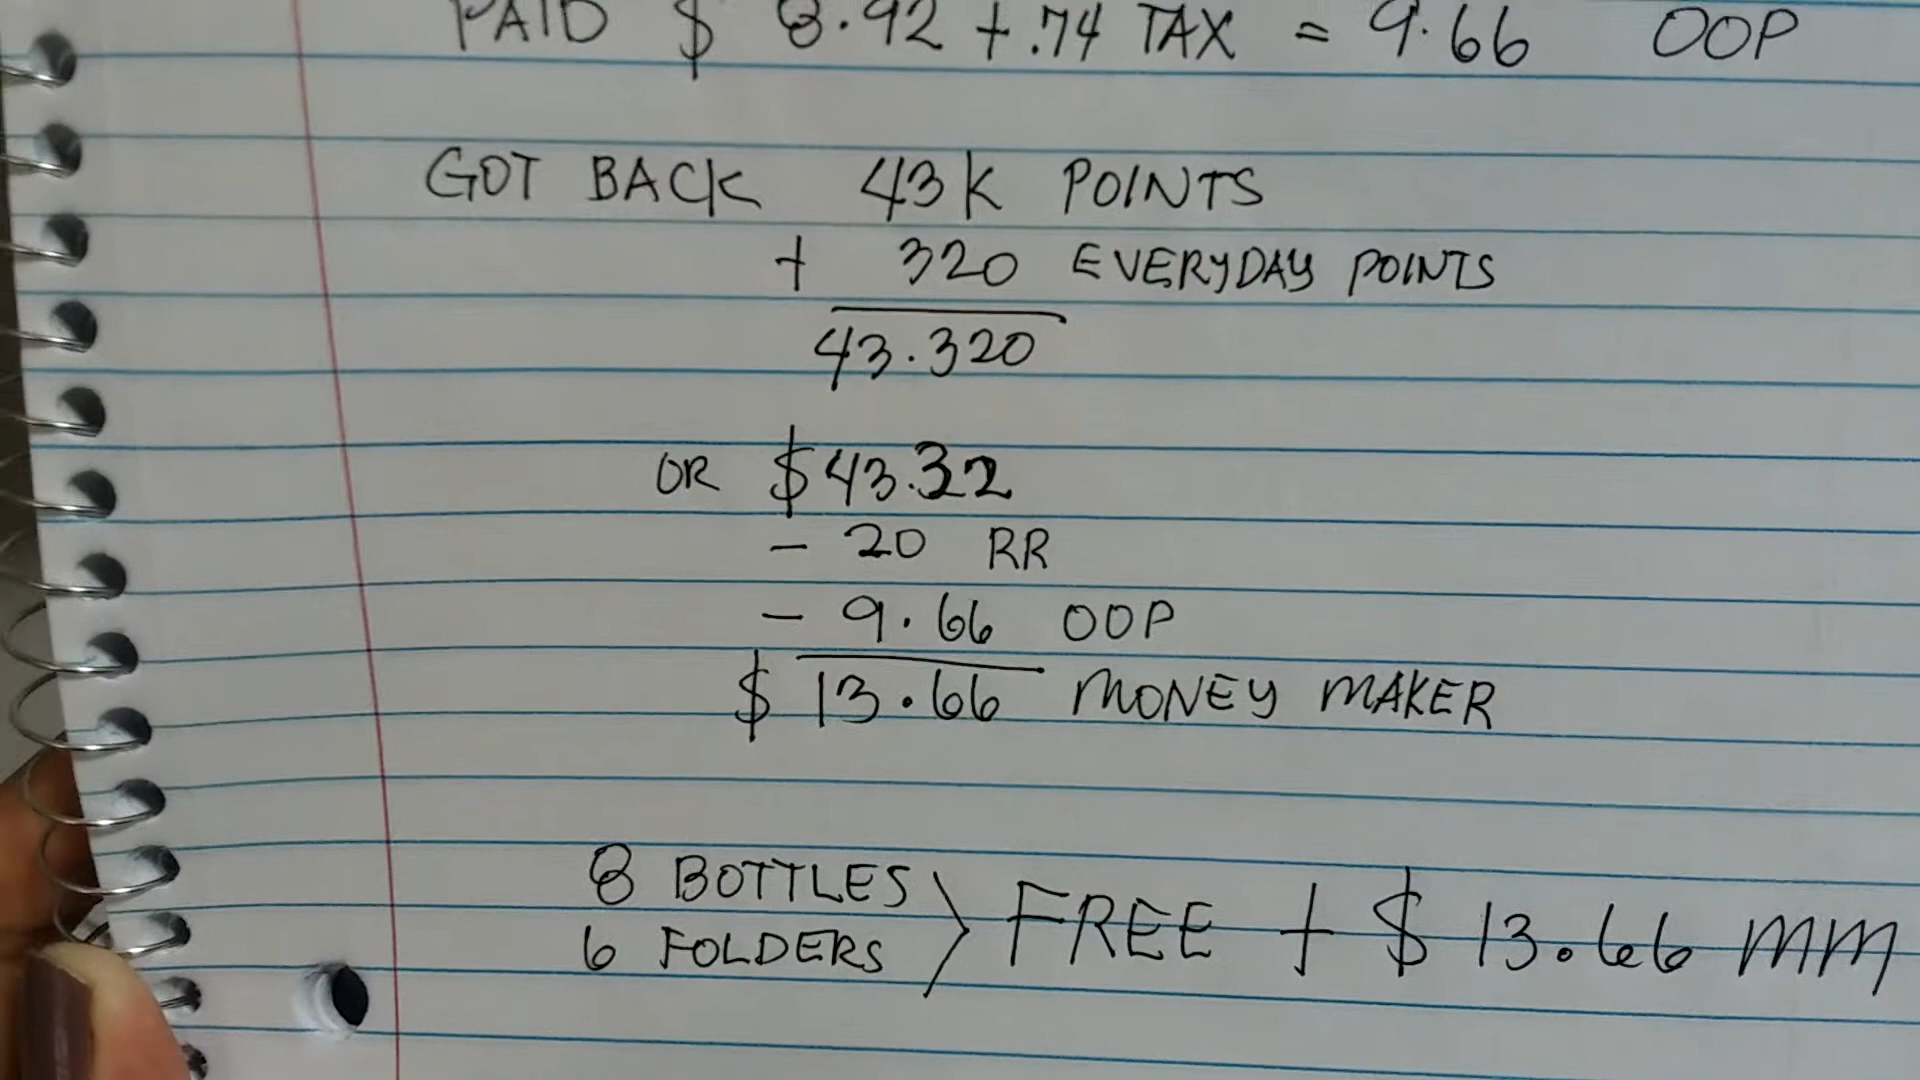 PAID $ 8.92 + .74 TAX = 9.66 OOP
GOT BACK 43K POINTS
+ 320 EVERYDAY POINTS
43.320
OR $43.32
- 20 RR
- 9.66 OOP
$ 13.66 MONEY MAKER
8 BOTTLES
6 FOLDERS } FREE + $ 13.66 MM